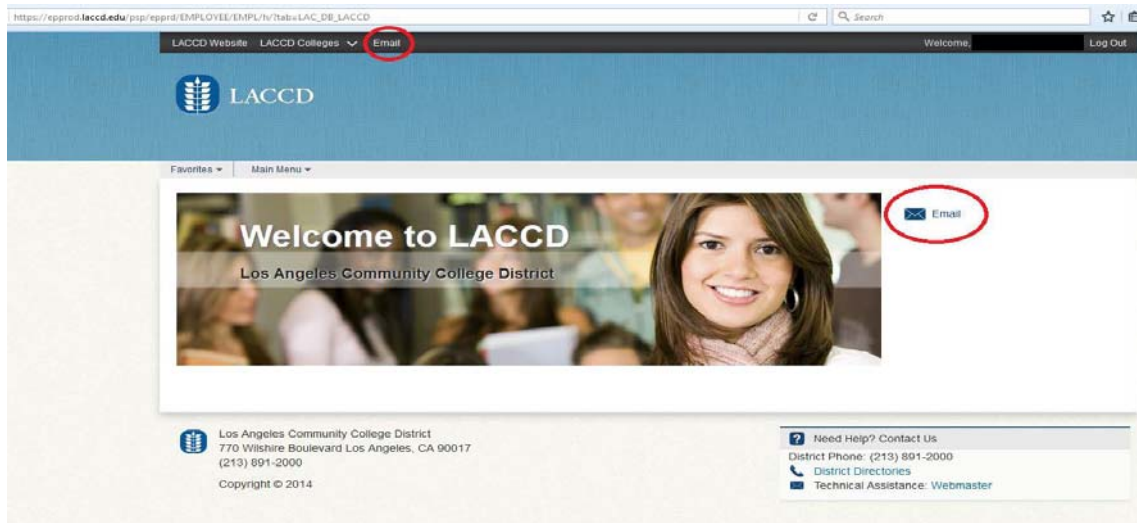 https://epprod.laccd.edu/psp/epprd/EMPLOYEE/EMPL/h/?tab=LAC_DB_LACCD
Search
LACCD Website LACCD Colleges Email Welcome, Log Out
LACCD
Favorites Main Menu
Email
Welcome to LACCD
Los Angeles Community College District
Los Angeles Community College District
770 Wilshire Boulevard Los Angeles, CA 90017
(213) 891-2000
Copyright © 2014
Need Help? Contact Us
District Phone: (213) 891-2000
District Directories
Technical Assistance: Webmaster